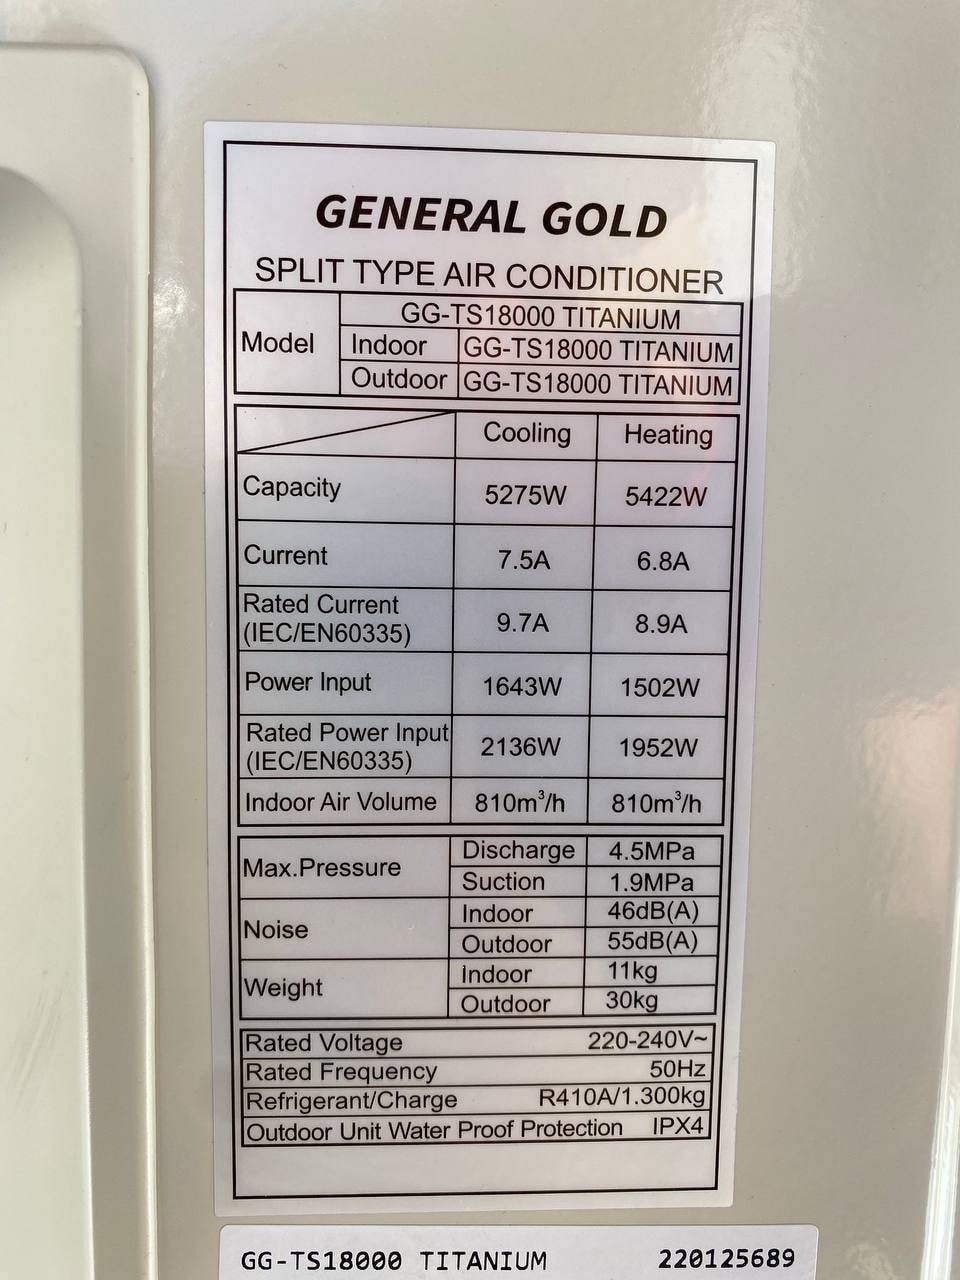 GENERAL GOLD
SPLIT TYPE AIR CONDITIONER
Model GG-TS18000 TITANIUM
Indoor GG-TS18000 TITANIUM
Outdoor GG-TS18000 TITANIUM
Cooling Heating
Capacity 5275W 5422W
Current 7.5A 6.8A
Rated Current
(IEC/EN60335) 9.7A 8.9A
Power Input 1643W 1502W
Rated Power Input
(IEC/EN60335) 2136W 1952W
Indoor Air Volume 810m³/h 810m³/h
Max.Pressure Discharge 4.5MPa
Suction 1.9MPa
Noise Indoor 46dB(A)
Outdoor 55dB(A)
Weight Indoor 11kg
Outdoor 30kg
Rated Voltage 220-240V~
Rated Frequency 50Hz
Refrigerant/Charge R410A/1.300kg
Outdoor Unit Water Proof Protection IPX4
GG-TS18000 TITANIUM 220125689